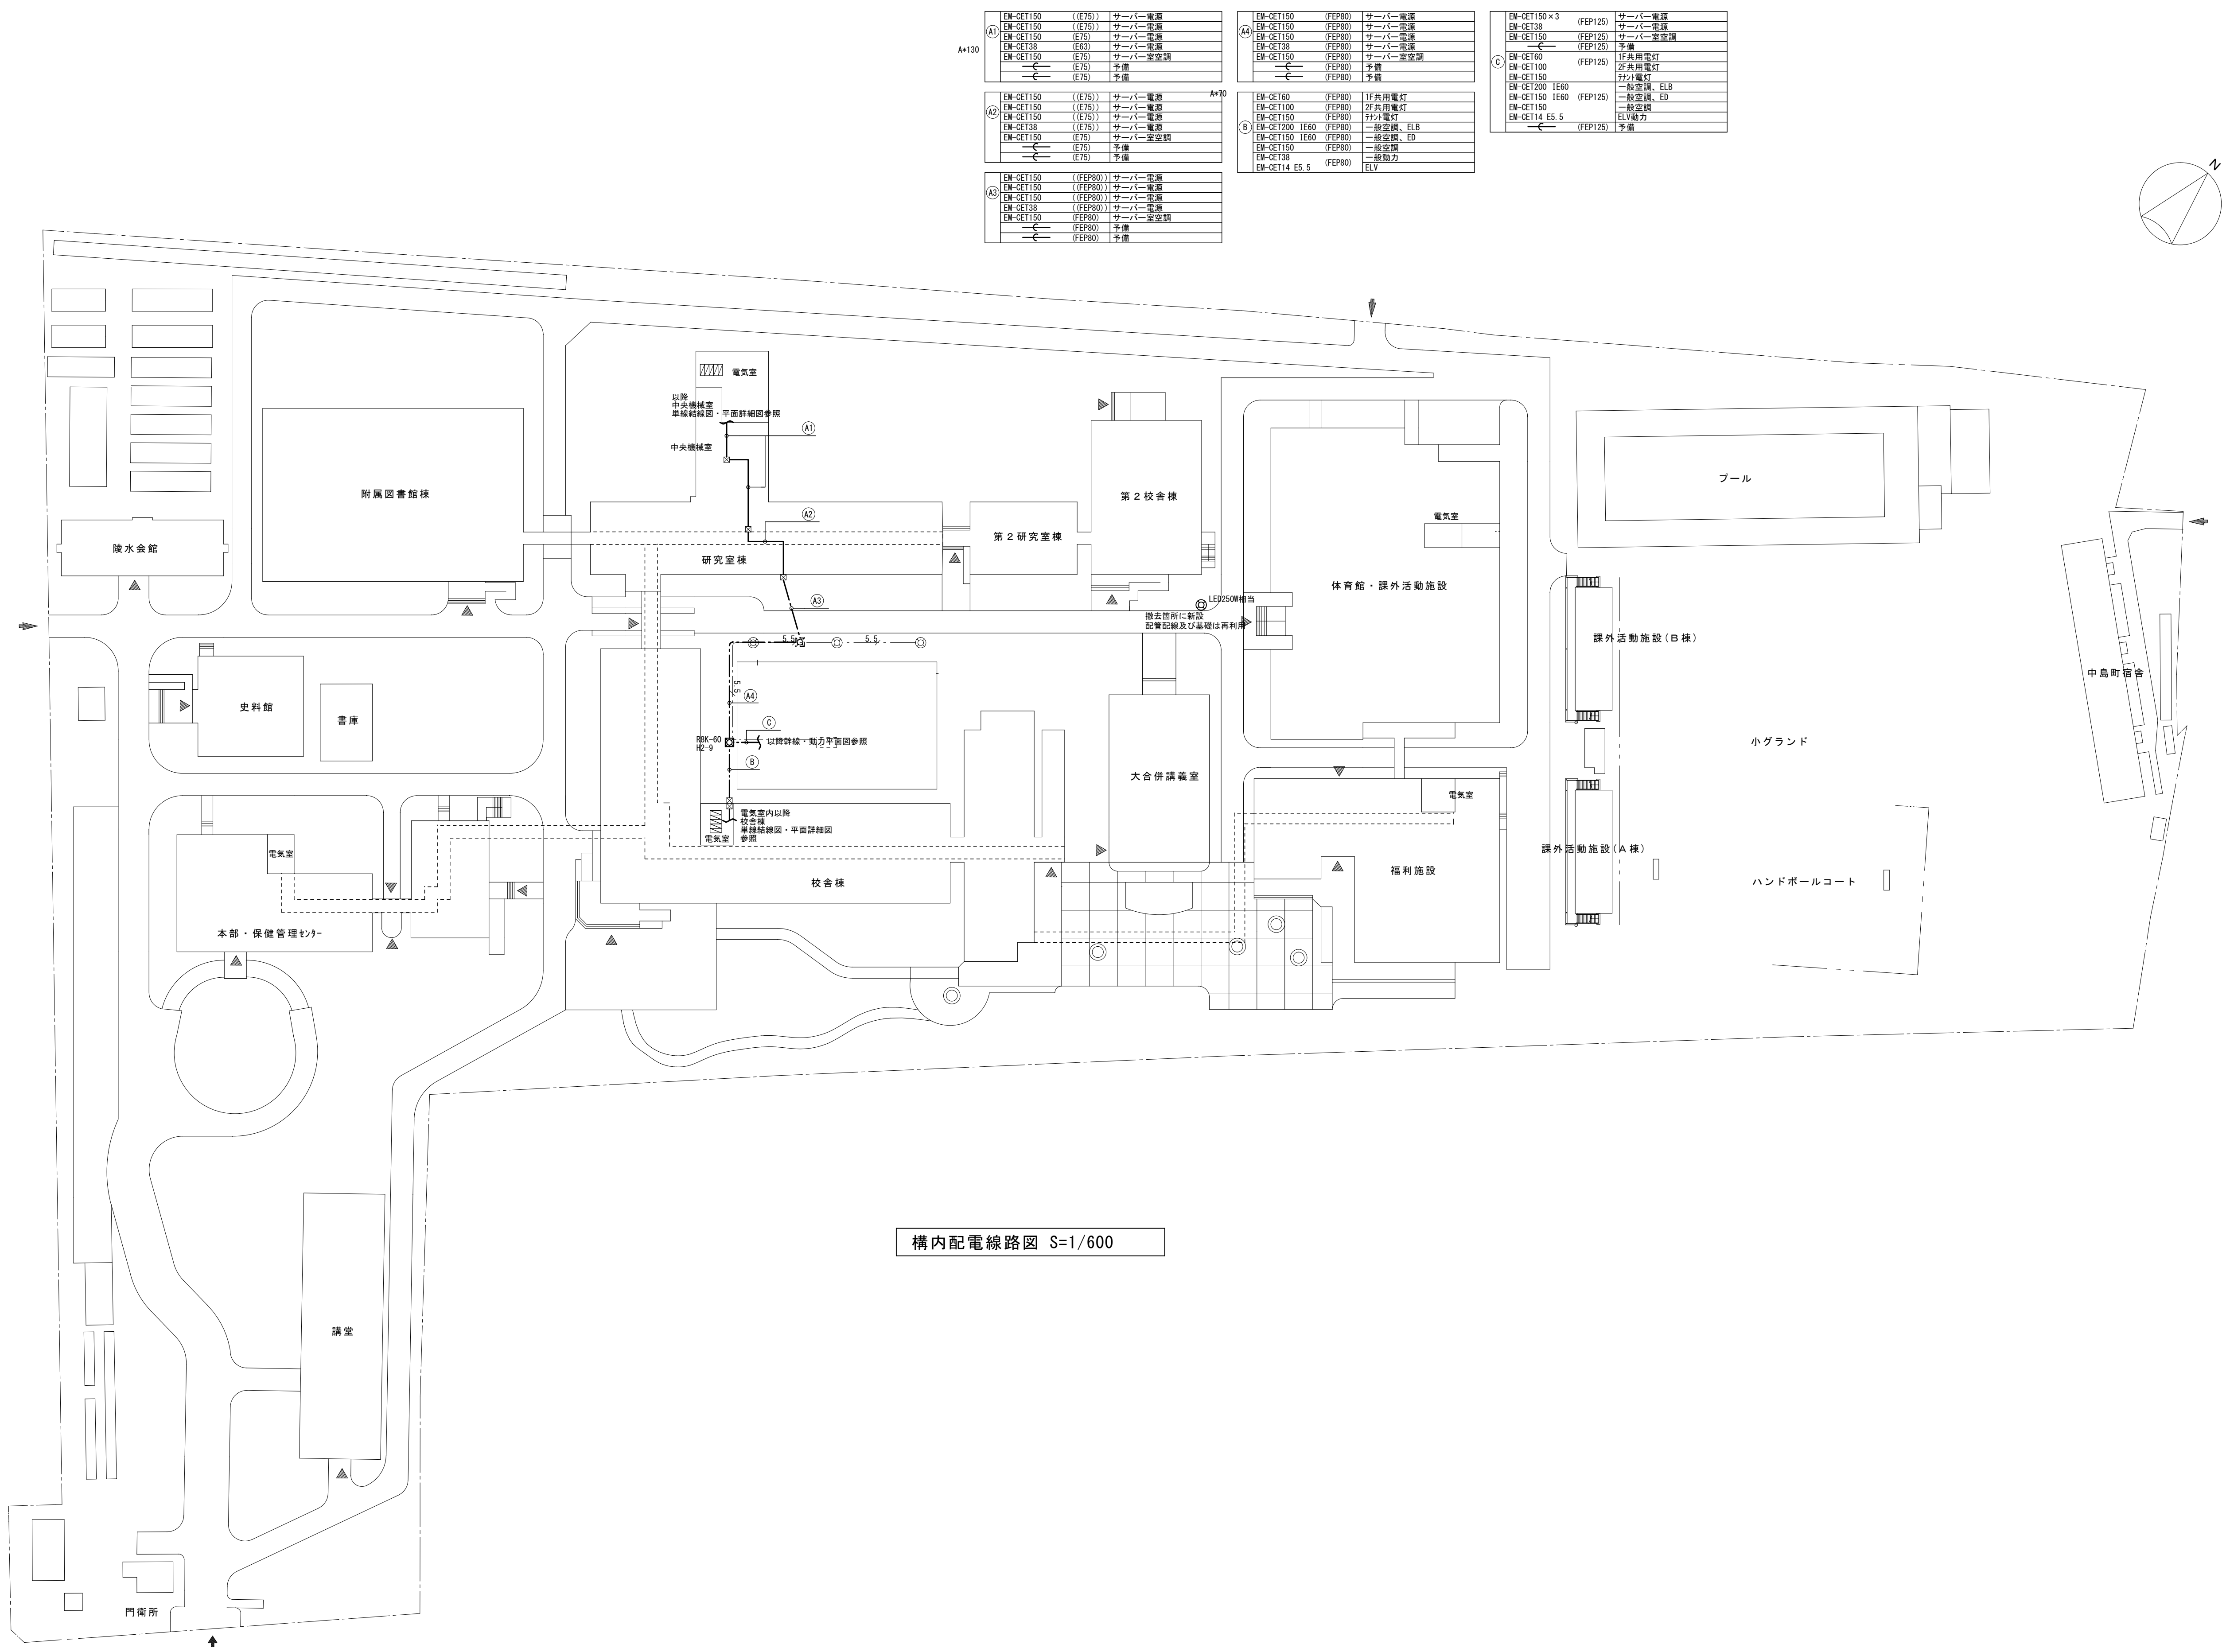 A*130
A1
EM-CET150 ((E75)) サーバー電源
EM-CET150 ((E75)) サーバー電源
EM-CET150 (E75) サーバー電源
EM-CET38 (E63) サーバー電源
EM-CET150 (E75) サーバー室空調
(E75) 予備
(E75) 予備
A2
EM-CET150 ((E75)) サーバー電源
EM-CET150 ((E75)) サーバー電源
EM-CET150 ((E75)) サーバー電源
EM-CET38 ((E75)) サーバー電源
EM-CET150 (E75) サーバー室空調
(E75) 予備
(E75) 予備
A3
EM-CET150 ((FEP80)) サーバー電源
EM-CET150 ((FEP80)) サーバー電源
EM-CET150 ((FEP80)) サーバー電源
EM-CET38 ((FEP80)) サーバー電源
EM-CET150 (FEP80) サーバー室空調
(FEP80) 予備
(FEP80) 予備
A4
EM-CET150 (FEP80) サーバー電源
EM-CET150 (FEP80) サーバー電源
EM-CET150 (FEP80) サーバー電源
EM-CET38 (FEP80) サーバー電源
EM-CET150 (FEP80) サーバー室空調
(FEP80) 予備
(FEP80) 予備
A*70
B
EM-CET60 (FEP80) 1F共用電灯
EM-CET100 (FEP80) 2F共用電灯
EM-CET150 (FEP80) ﾃﾅﾝﾄ電灯
EM-CET200 IE60 (FEP80) 一般空調、ELB
EM-CET150 IE60 (FEP80) 一般空調、ED
EM-CET150 (FEP80) 一般空調
EM-CET38 (FEP80) 一般動力
EM-CET14 E5.5 ELV
C
EM-CET150×3 (FEP125) サーバー電源
EM-CET38 サーバー電源
EM-CET150 (FEP125) サーバー室空調
(FEP125) 予備
EM-CET60 (FEP125) 1F共用電灯
EM-CET100 2F共用電灯
EM-CET150 ﾃﾅﾝﾄ電灯
EM-CET200 IE60 一般空調、ELB
EM-CET150 IE60 (FEP125) 一般空調、ED
EM-CET150 一般空調
EM-CET14 E5.5 ELV動力
(FEP125) 予備
N
電気室
以降
中央機械室
単線結線図・平面詳細図参照
A1
中央機械室
附属図書館棟
第2校舎棟
プール
A2
電気室
陵水会館
第2研究室棟
研究室棟
体育館・課外活動施設
A3
LED250W相当
撤去箇所に新設
配管配線及び基礎は再利用
5.5
5.5
課外活動施設(B棟)
中島町宿舎
5.5
A4
史料館
書庫
C
R8K-60
H2-9
以降幹線・動力平面図参照
小グランド
B
大合併講義室
電気室
電気室内以降
校舎棟
単線結線図・平面詳細図
参照
電気室
電気室
課外活動施設(A棟)
校舎棟
福利施設
ハンドボールコート
本部・保健管理ｾﾝﾀｰ
構内配電線路図 S=1/600
講堂
門衛所